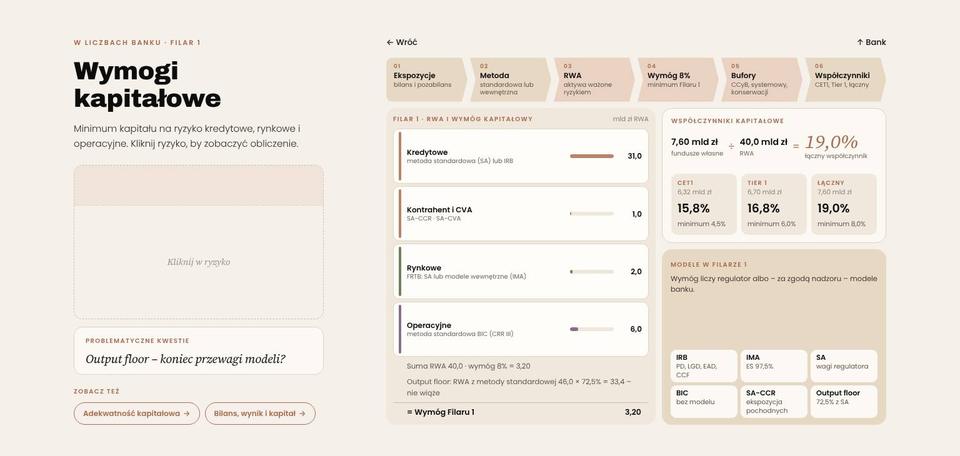 W LICZBACH BANKU · FILAR 1
Wymogi
kapitałowe
Minimum kapitału na ryzyko kredytowe, rynkowe i
operacyjne. Kliknij ryzyko, by zobaczyć obliczenie.
Kliknij w ryzyko
PROBLEMATYCZNE KWESTIE
Output floor – koniec przewagi modeli?
ZOBACZ TEŻ
Adekwatność kapitałowa →
Bilans, wynik i kapitał →
← Wróć
↑ Bank
01
Ekspozycje
bilans i pozabilans
02
Metoda
standardowa lub
wewnętrzna
03
RWA
aktywa ważone
ryzykiem
04
Wymóg 8%
minimum Filaru 1
05
Bufory
CCyB, systemowy,
konserwacji
06
Współczynniki
CET1, Tier 1, łączny
FILAR 1 · RWA I WYMÓG KAPITAŁOWY
mld zł RWA
Kredytowe
metoda standardowa (SA) lub IRB
31,0
Kontrahent i CVA
SA-CCR · SA-CVA
1,0
Rynkowe
FRTB: SA lub modele wewnętrzne (IMA)
2,0
Operacyjne
metoda standardowa BIC (CRR III)
6,0
Suma RWA 40,0 · wymóg 8% = 3,20
Output floor: RWA z metody standardowej 46,0 × 72,5% = 33,4 –
nie wiąże
= Wymóg Filaru 1
3,20
WSPÓŁCZYNNIKI KAPITAŁOWE
7,60 mld zł
fundusze własne
÷
40,0 mld zł
RWA
=
19,0%
łączny współczynnik
CET1
6,32 mld zł
15,8%
minimum 4,5%
TIER 1
6,70 mld zł
16,8%
minimum 6,0%
ŁĄCZNY
7,60 mld zł
19,0%
minimum 8,0%
MODELE W FILARZE 1
Wymóg liczy regulator albo – za zgodą nadzoru – modele
banku.
IRB
PD, LGD, EAD,
CCF
IMA
ES 97,5%
SA
wagi regulatora
BIC
bez modelu
SA-CCR
ekspozycja
pochodnych
Output floor
72,5% z SA